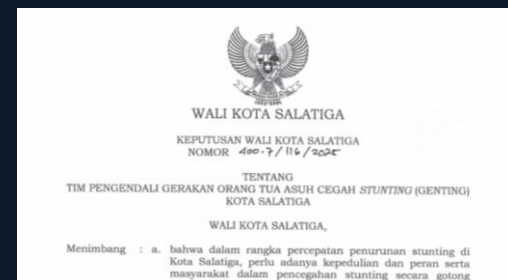 WALI KOTA SALATIGA
KEPUTUSAN WALI KOTA SALATIGA
NOMOR 400.7/116/2025
TENTANG
TIM PENGENDALI GERAKAN ORANG TUA ASUH CEGAH STUNTING (GENTING)
KOTA SALATIGA
WALI KOTA SALATIGA,
Menimbang : a. bahwa dalam rangka percepatan penurunan stunting di
Kota Salatiga, perlu adanya kepedulian dan peran serta
masyarakat dalam pencegahan stunting secara gotong